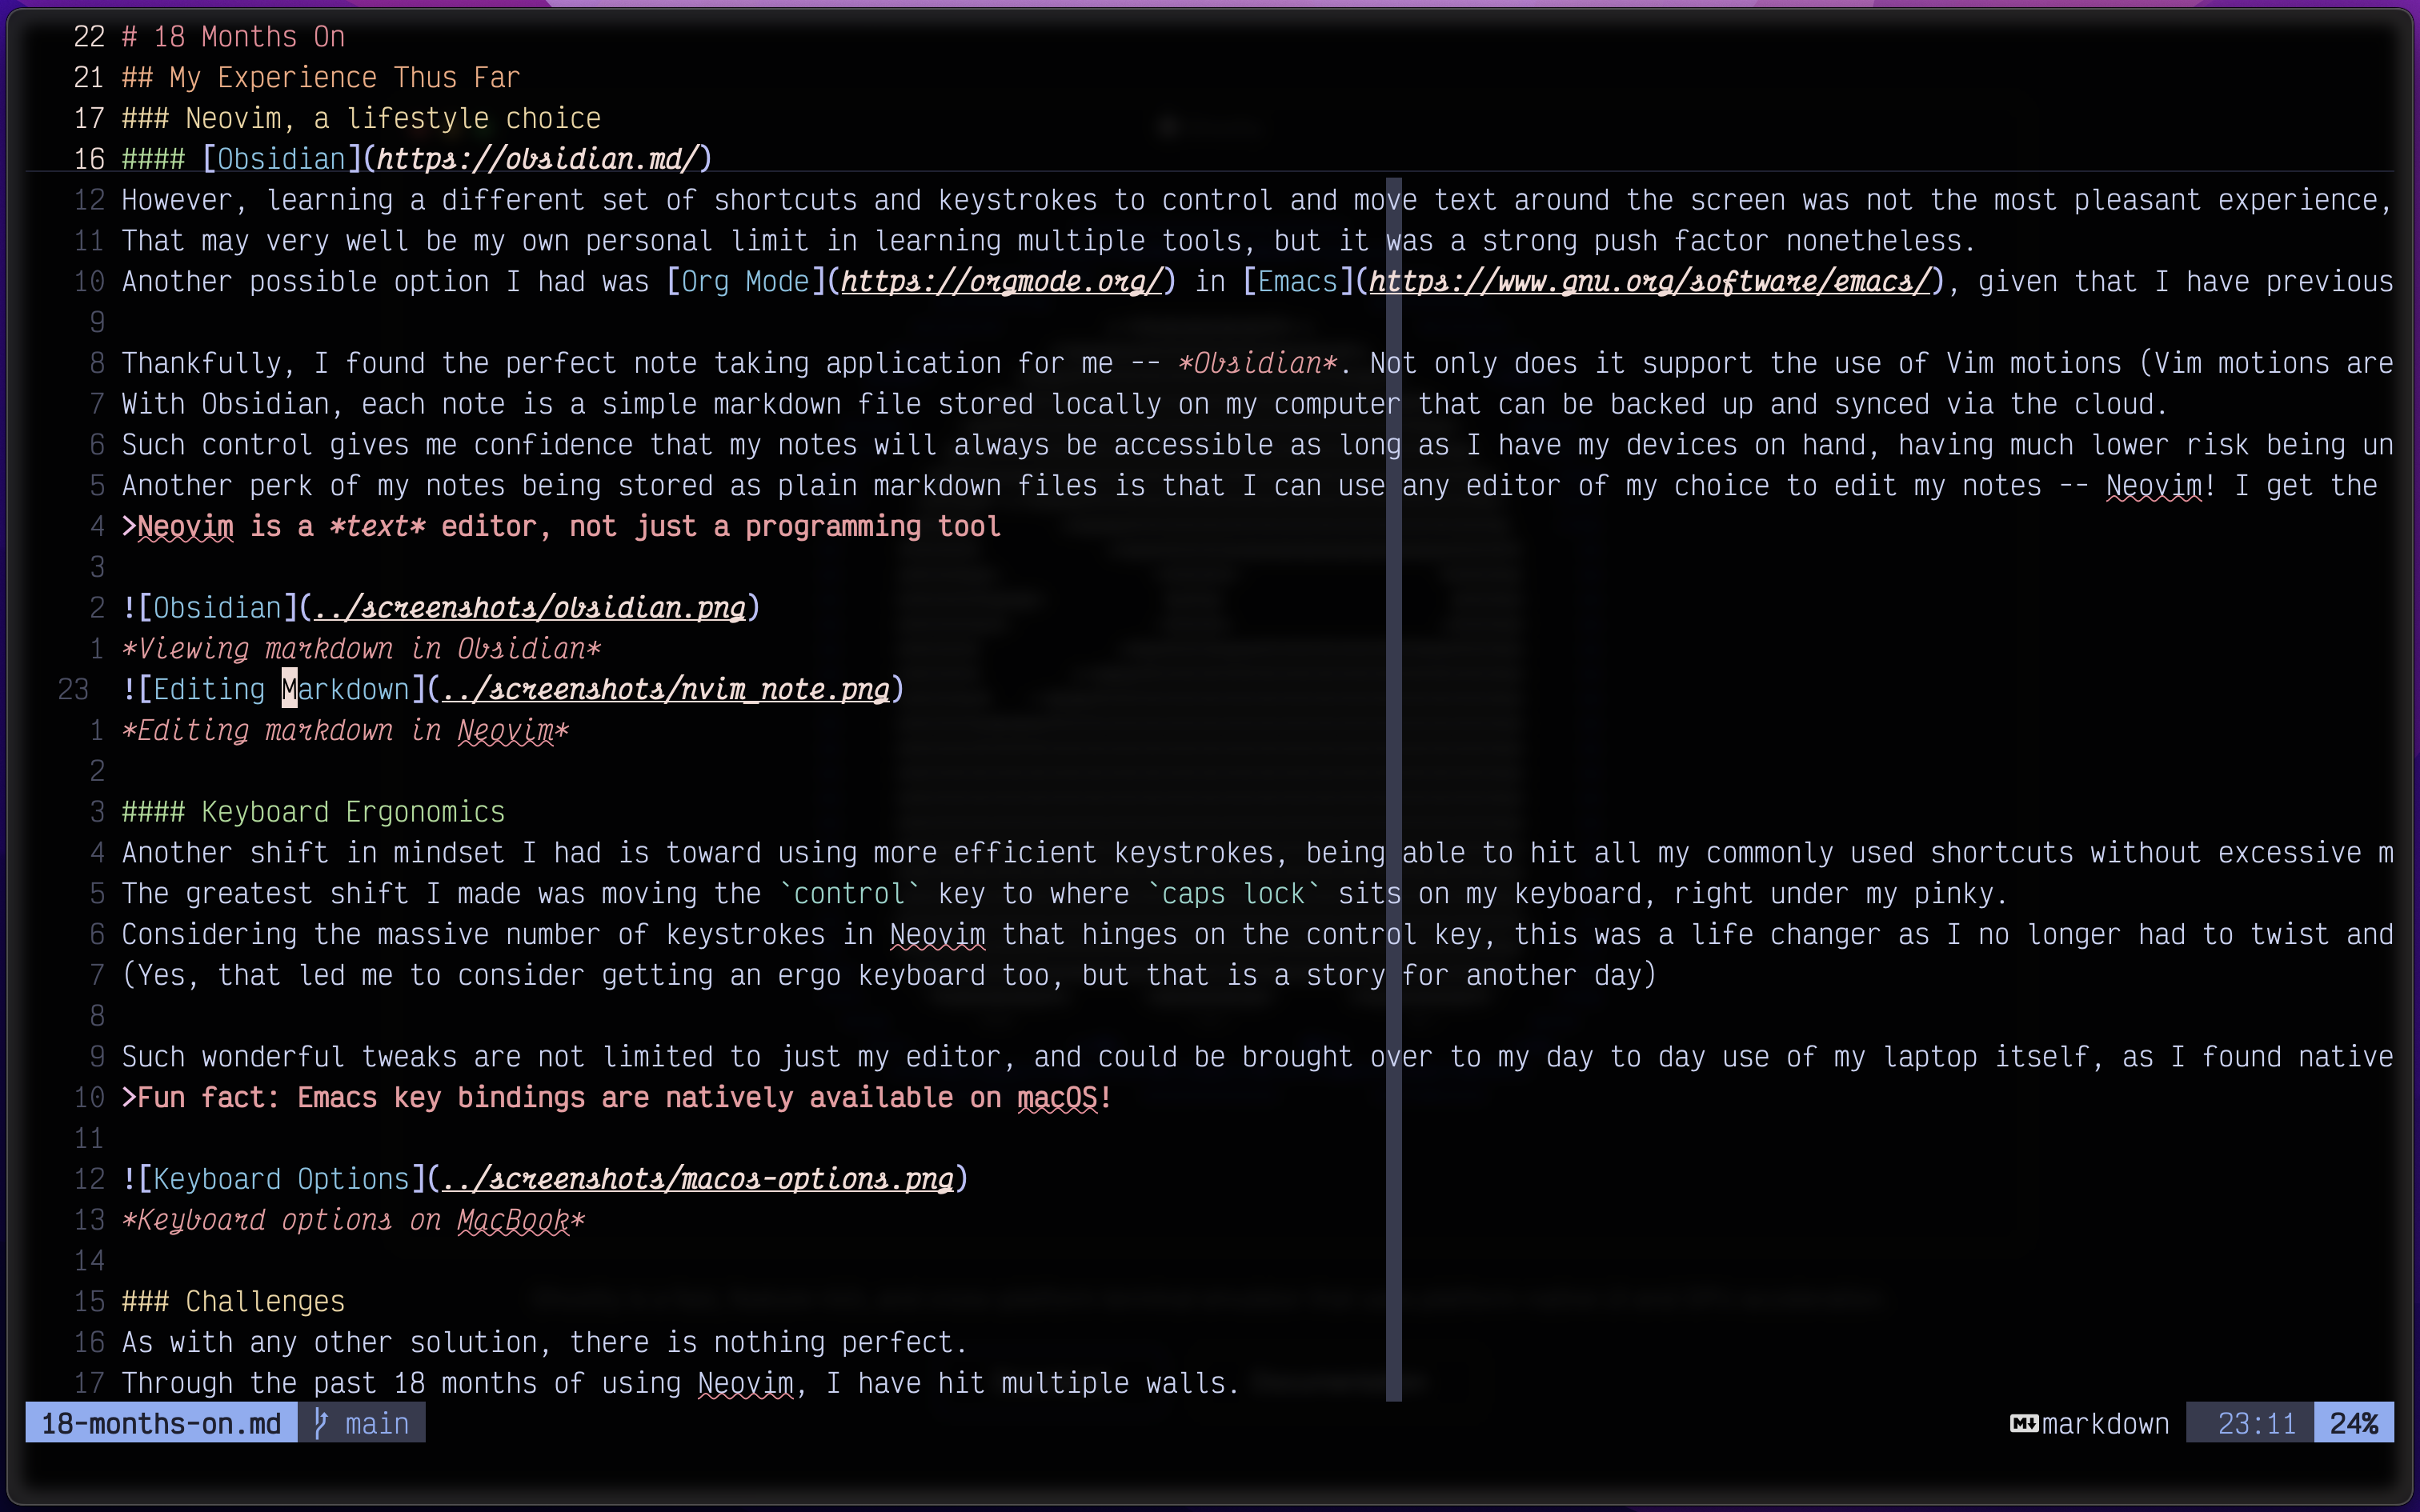 22 # 18 Months On
21 ## My Experience Thus Far
17 ### Neovim, a lifestyle choice
16 #### [Obsidian](https://obsidian.md/)
12 However, learning a different set of shortcuts and keystrokes to control and move text around the screen was not the most pleasant experience,
11 That may very well be my own personal limit in learning multiple tools, but it was a strong push factor nonetheless.
10 Another possible option I had was [Org Mode](https://orgmode.org/) in [Emacs](https://www.gnu.org/software/emacs/), given that I have previous
9
8 Thankfully, I found the perfect note taking application for me -- *Obsidian*. Not only does it support the use of Vim motions (Vim motions are
7 With Obsidian, each note is a simple markdown file stored locally on my computer that can be backed up and synced via the cloud.
6 Such control gives me confidence that my notes will always be accessible as long as I have my devices on hand, having much lower risk being un
5 Another perk of my notes being stored as plain markdown files is that I can use any editor of my choice to edit my notes -- Neovim! I get the
4 >Neovim is a *text* editor, not just a programming tool
3
2 ![Obsidian](../screenshots/obsidian.png)
1 *Viewing markdown in Obsidian*
23 ![Editing Markdown](../screenshots/nvim_note.png)
1 *Editing markdown in Neovim*
2
3 #### Keyboard Ergonomics
4 Another shift in mindset I had is toward using more efficient keystrokes, being able to hit all my commonly used shortcuts without excessive m
5 The greatest shift I made was moving the `control` key to where `caps lock` sits on my keyboard, right under my pinky.
6 Considering the massive number of keystrokes in Neovim that hinges on the control key, this was a life changer as I no longer had to twist and
7 (Yes, that led me to consider getting an ergo keyboard too, but that is a story for another day)
8
9 Such wonderful tweaks are not limited to just my editor, and could be brought over to my day to day use of my laptop itself, as I found native
10 >Fun fact: Emacs key bindings are natively available on macOS!
11
12 ![Keyboard Options](../screenshots/macos-options.png)
13 *Keyboard options on MacBook*
14
15 ### Challenges
16 As with any other solution, there is nothing perfect.
17 Through the past 18 months of using Neovim, I have hit multiple walls.
18-months-on.md main markdown 23:11 24%